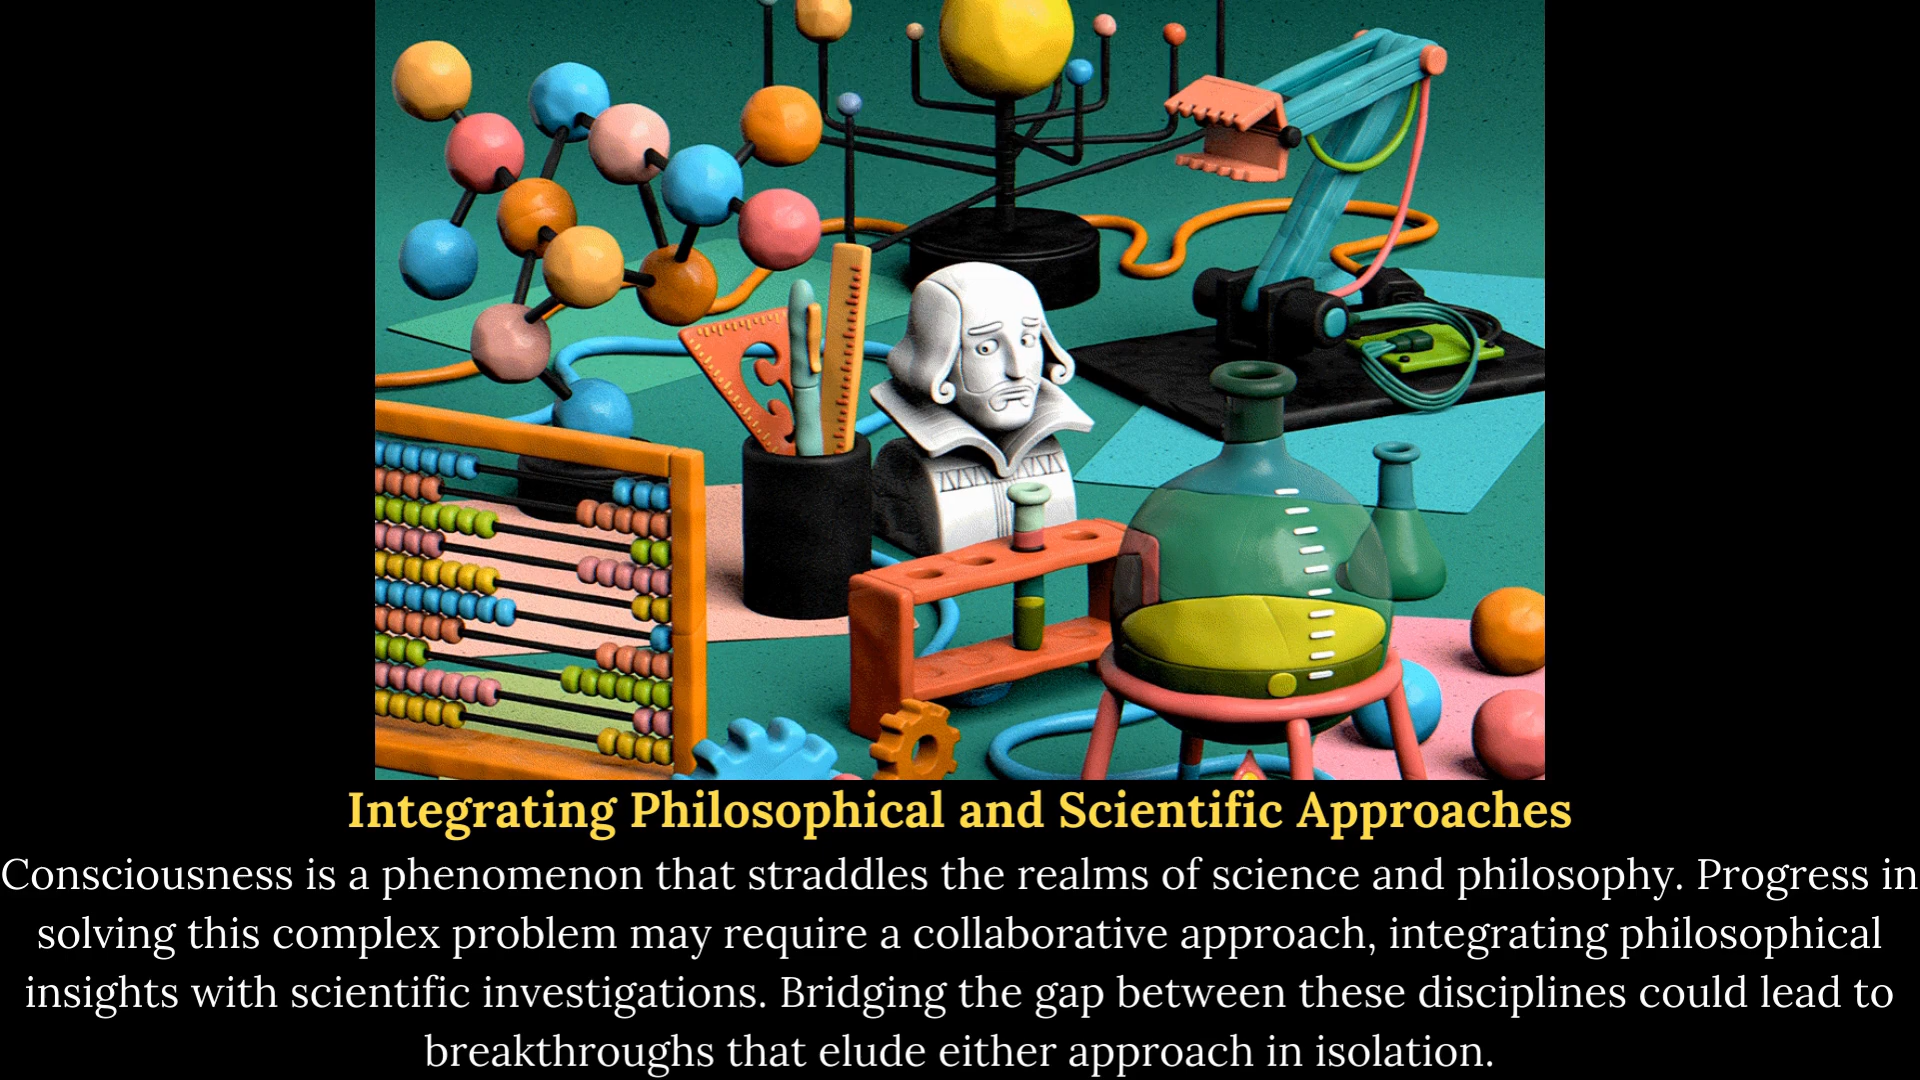 Integrating Philosophical and Scientific Approaches
Consciousness is a phenomenon that straddles the realms of science and philosophy. Progress in
solving this complex problem may require a collaborative approach, integrating philosophical
insights with scientific investigations. Bridging the gap between these disciplines could lead to
breakthroughs that elude either approach in isolation.